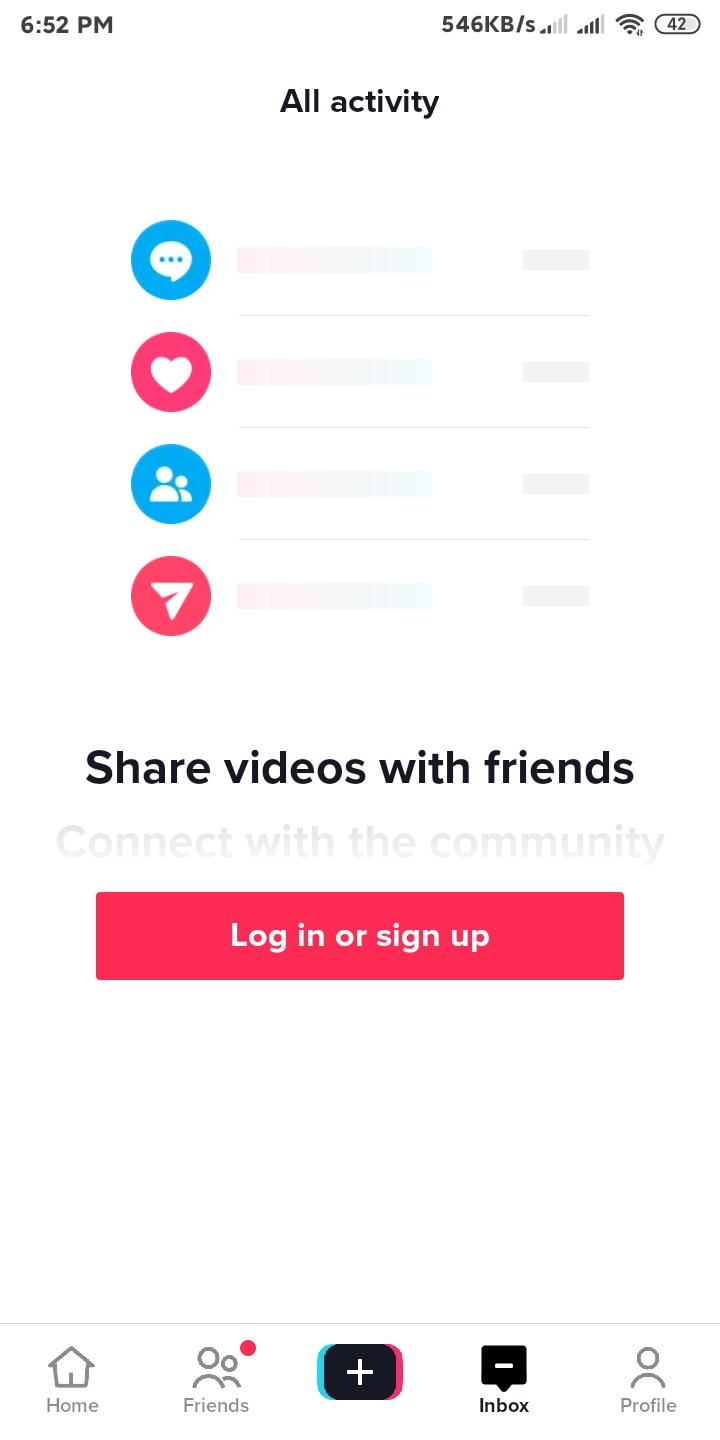 6:52 PM 546KB/s 42
All activity
Share videos with friends
Connect with the community
Log in or sign up
Home Friends Inbox Profile